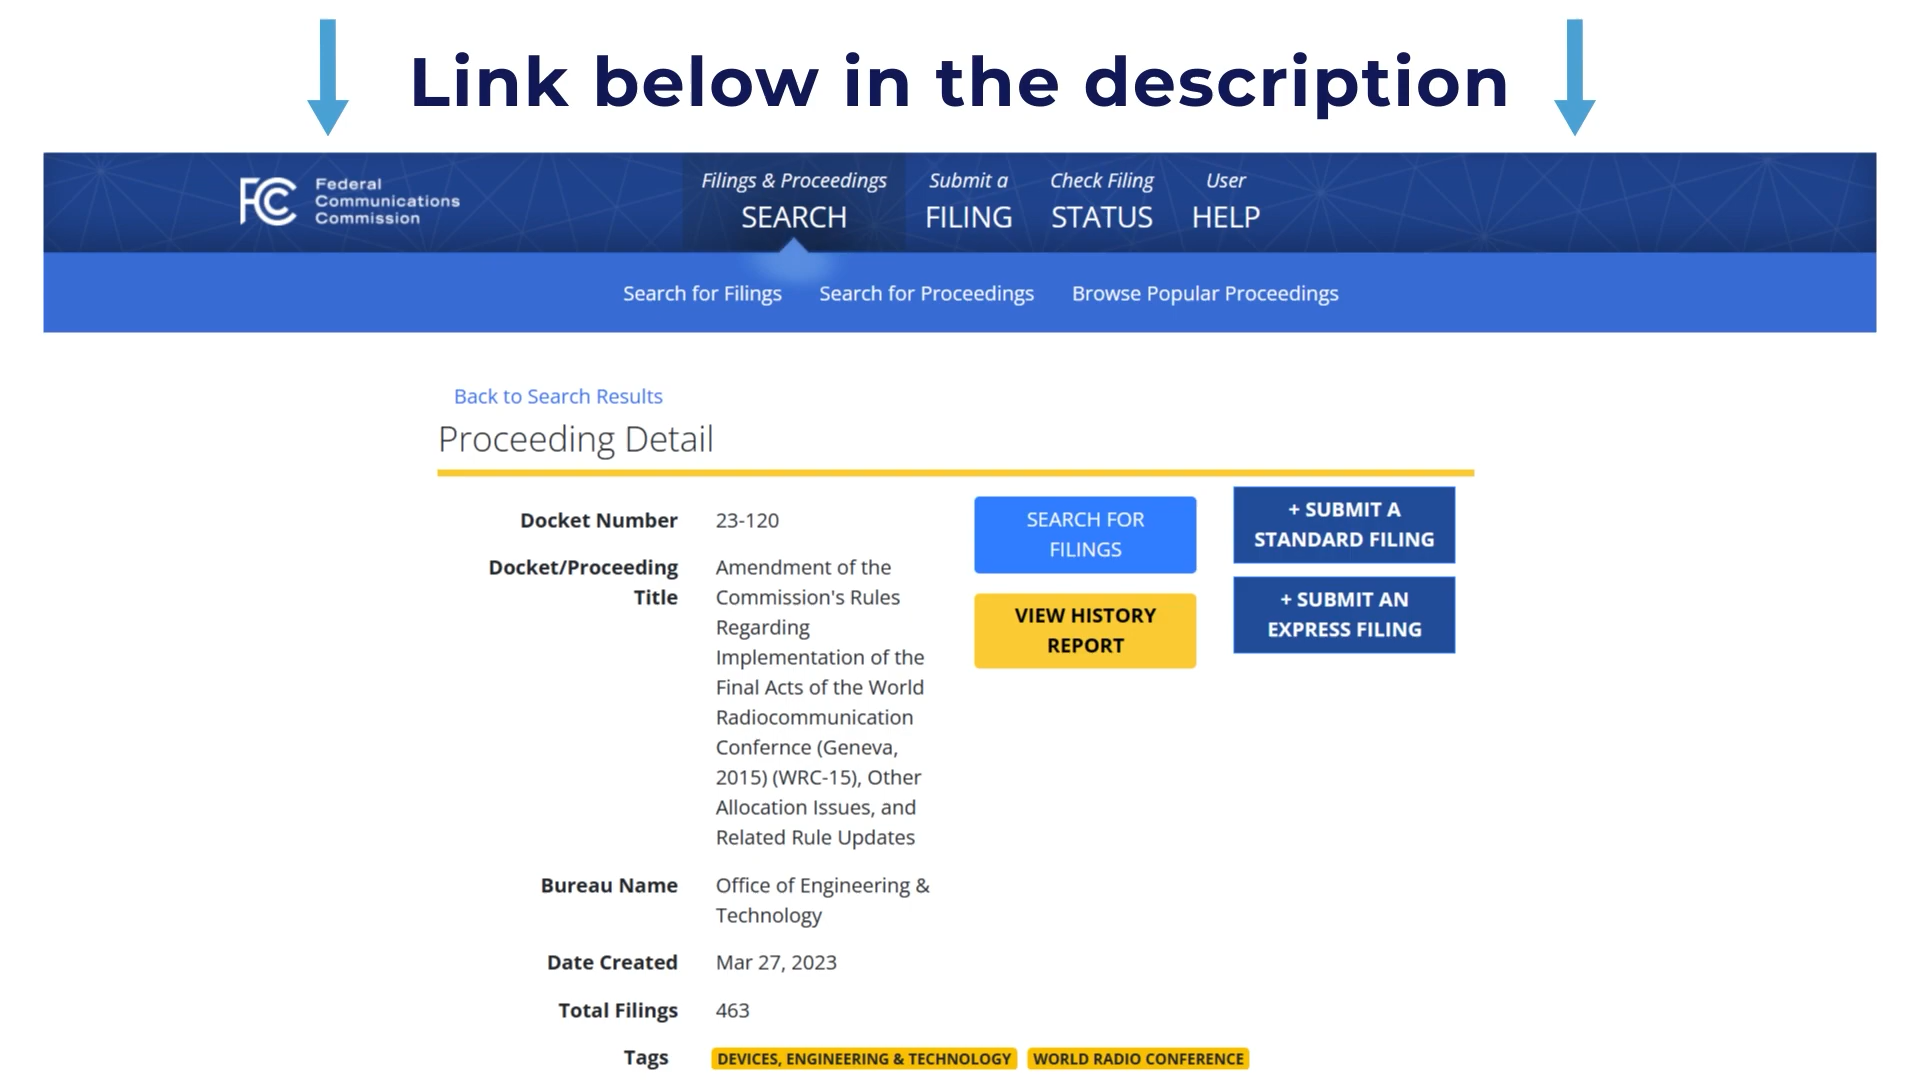 Link below in the description
Federal
Communications
Commission
Filings & Proceedings
SEARCH
Submit a
FILING
Check Filing
STATUS
User
HELP
Search for Filings
Search for Proceedings
Browse Popular Proceedings
Back to Search Results
Proceeding Detail
Docket Number
23-120
Docket/Proceeding
Title
Amendment of the
Commission's Rules
Regarding
Implementation of the
Final Acts of the World
Radiocommunication
Confernce (Geneva,
2015) (WRC-15), Other
Allocation Issues, and
Related Rule Updates
Bureau Name
Office of Engineering &
Technology
Date Created
Mar 27, 2023
Total Filings
463
Tags
DEVICES, ENGINEERING & TECHNOLOGY
WORLD RADIO CONFERENCE
SEARCH FOR
FILINGS
VIEW HISTORY
REPORT
+ SUBMIT A
STANDARD FILING
+ SUBMIT AN
EXPRESS FILING